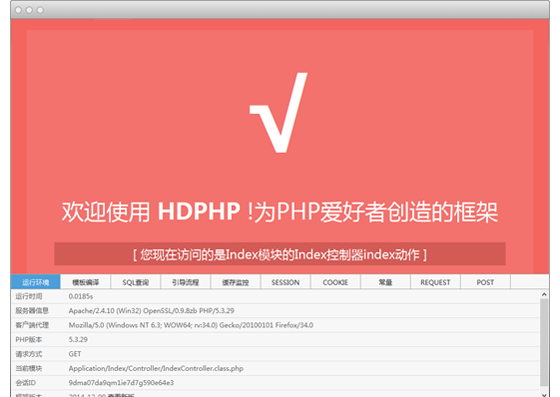 √
欢迎使用 HDPHP !为PHP爱好者创造的框架
[ 您现在访问的是Index模块的Index控制器index动作 ]
运行环境 模板编译 SQL查询 引导流程 缓存监控 SESSION COOKIE 常量 REQUEST POST
运行时间 0.0185s
服务器信息 Apache/2.4.10 (Win32) OpenSSL/0.9.8zb PHP/5.3.29
客户端代理 Mozilla/5.0 (Windows NT 6.3; WOW64; rv:34.0) Gecko/20100101 Firefox/34.0
PHP版本 5.3.29
请求方式 GET
当前模块 Application/Index/Controller/IndexController.class.php
会话ID 9dma07da9qm1ie7d7g590e64e3